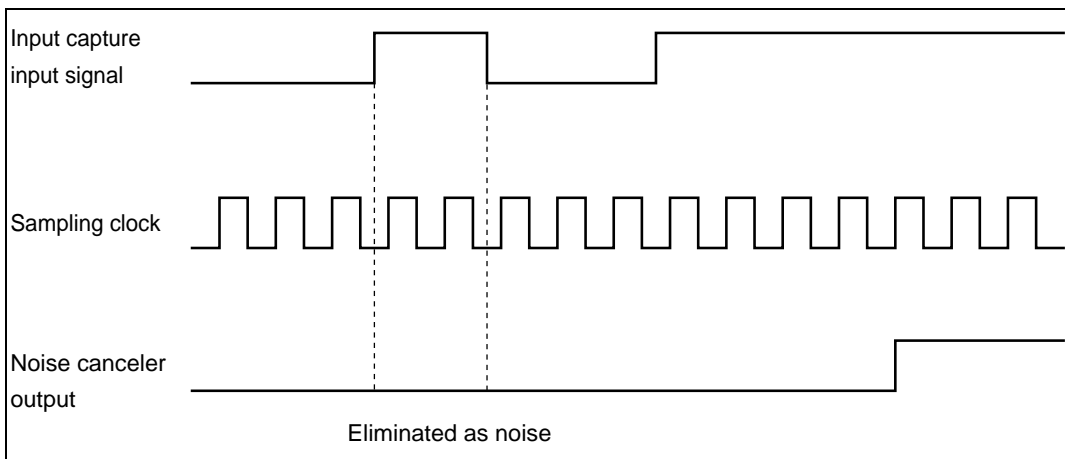 Input capture
input signal
Sampling clock
Noise canceler
output
Eliminated as noise